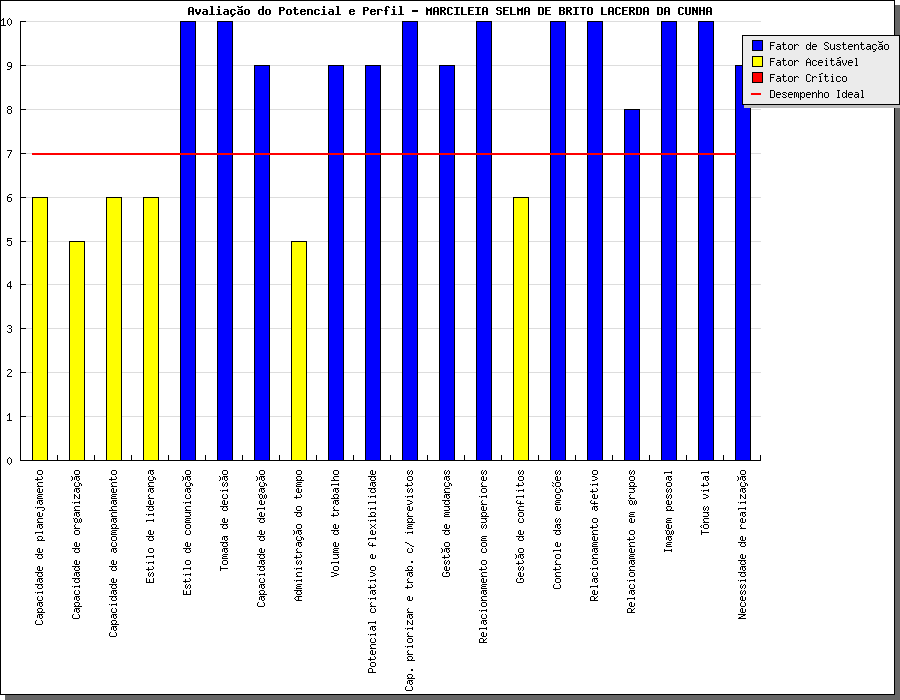 Avaliação do Potencial e Perfil - MARCILEIA SELMA DE BRITO LACERDA DA CUNHA
Fator de Sustentação
Fator Aceitável
Fator Crítico
Desempenho Ideal
10
9
8
7
6
5
4
3
2
1
0
Capacidade de planejamento
Capacidade de organização
Capacidade de acompanhamento
Estilo de liderança
Estilo de comunicação
Tomada de decisão
Capacidade de delegação
Administração do tempo
Volume de trabalho
Potencial criativo e flexibilidade
Cap. priorizar e trab. c/ imprevistos
Gestão de mudanças
Relacionamento com superiores
Gestão de conflitos
Controle das emoções
Relacionamento afetivo
Relacionamento em grupos
Imagem pessoal
Tônus vital
Necessidade de realização